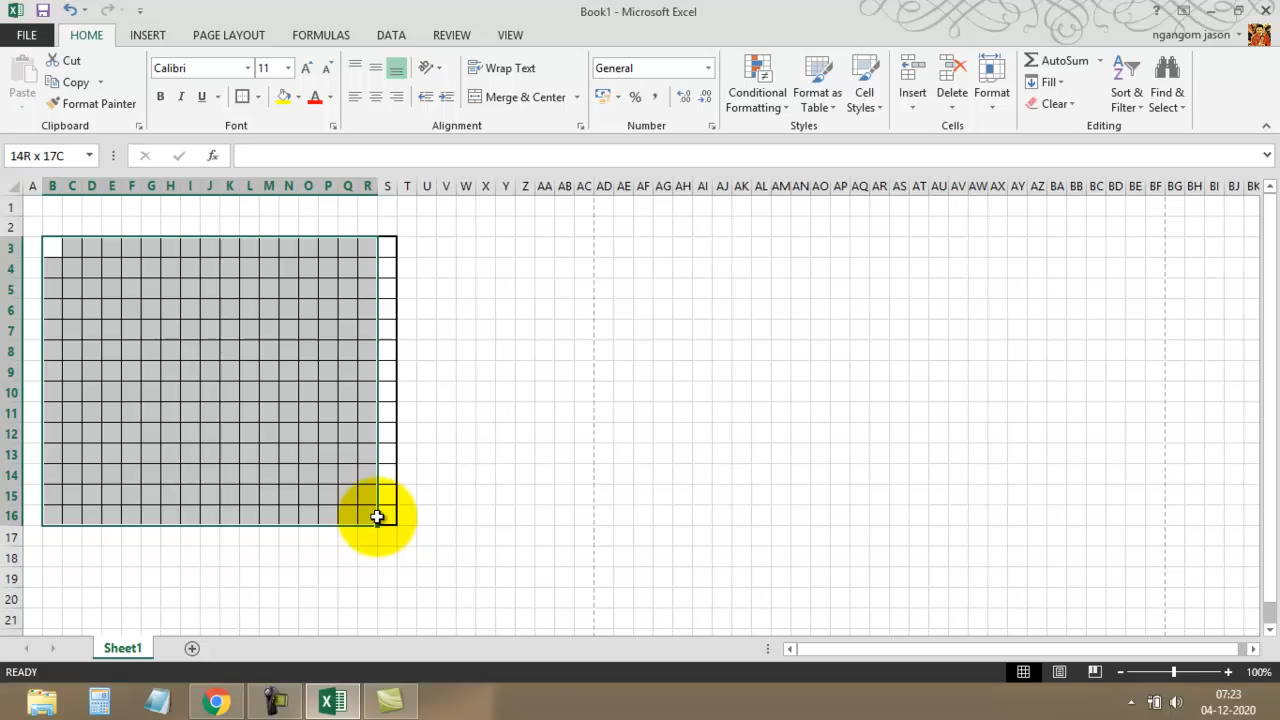 Book1 - Microsoft Excel
?
FILE HOME INSERT PAGE LAYOUT FORMULAS DATA REVIEW VIEW
ngangom jason
Paste
Cut
Copy
Format Painter
Clipboard
Calibri 11
B I U A
Font
Wrap Text
Merge & Center
Alignment
General
% ,
Number
Conditional Formatting
Format as Table
Cell Styles
Styles
Insert
Delete
Format
Cells
AutoSum
Fill
Clear
Sort & Filter
Find & Select
Editing
14R x 17C fx
A B C D E F G H I J K L M N O P Q R S T U V W X Y Z AA AB AC AD AE AF AG AH AI AJ AK AL AM AN AO AP AQ AR AS AT AU AV AW AX AY AZ BA BB BC BD BE BF BG BH BI BJ BK
1
2
3
4
5
6
7
8
9
10
11
12
13
14
15
16
17
18
19
20
21
Sheet1
READY
100%
07:23
04-12-2020